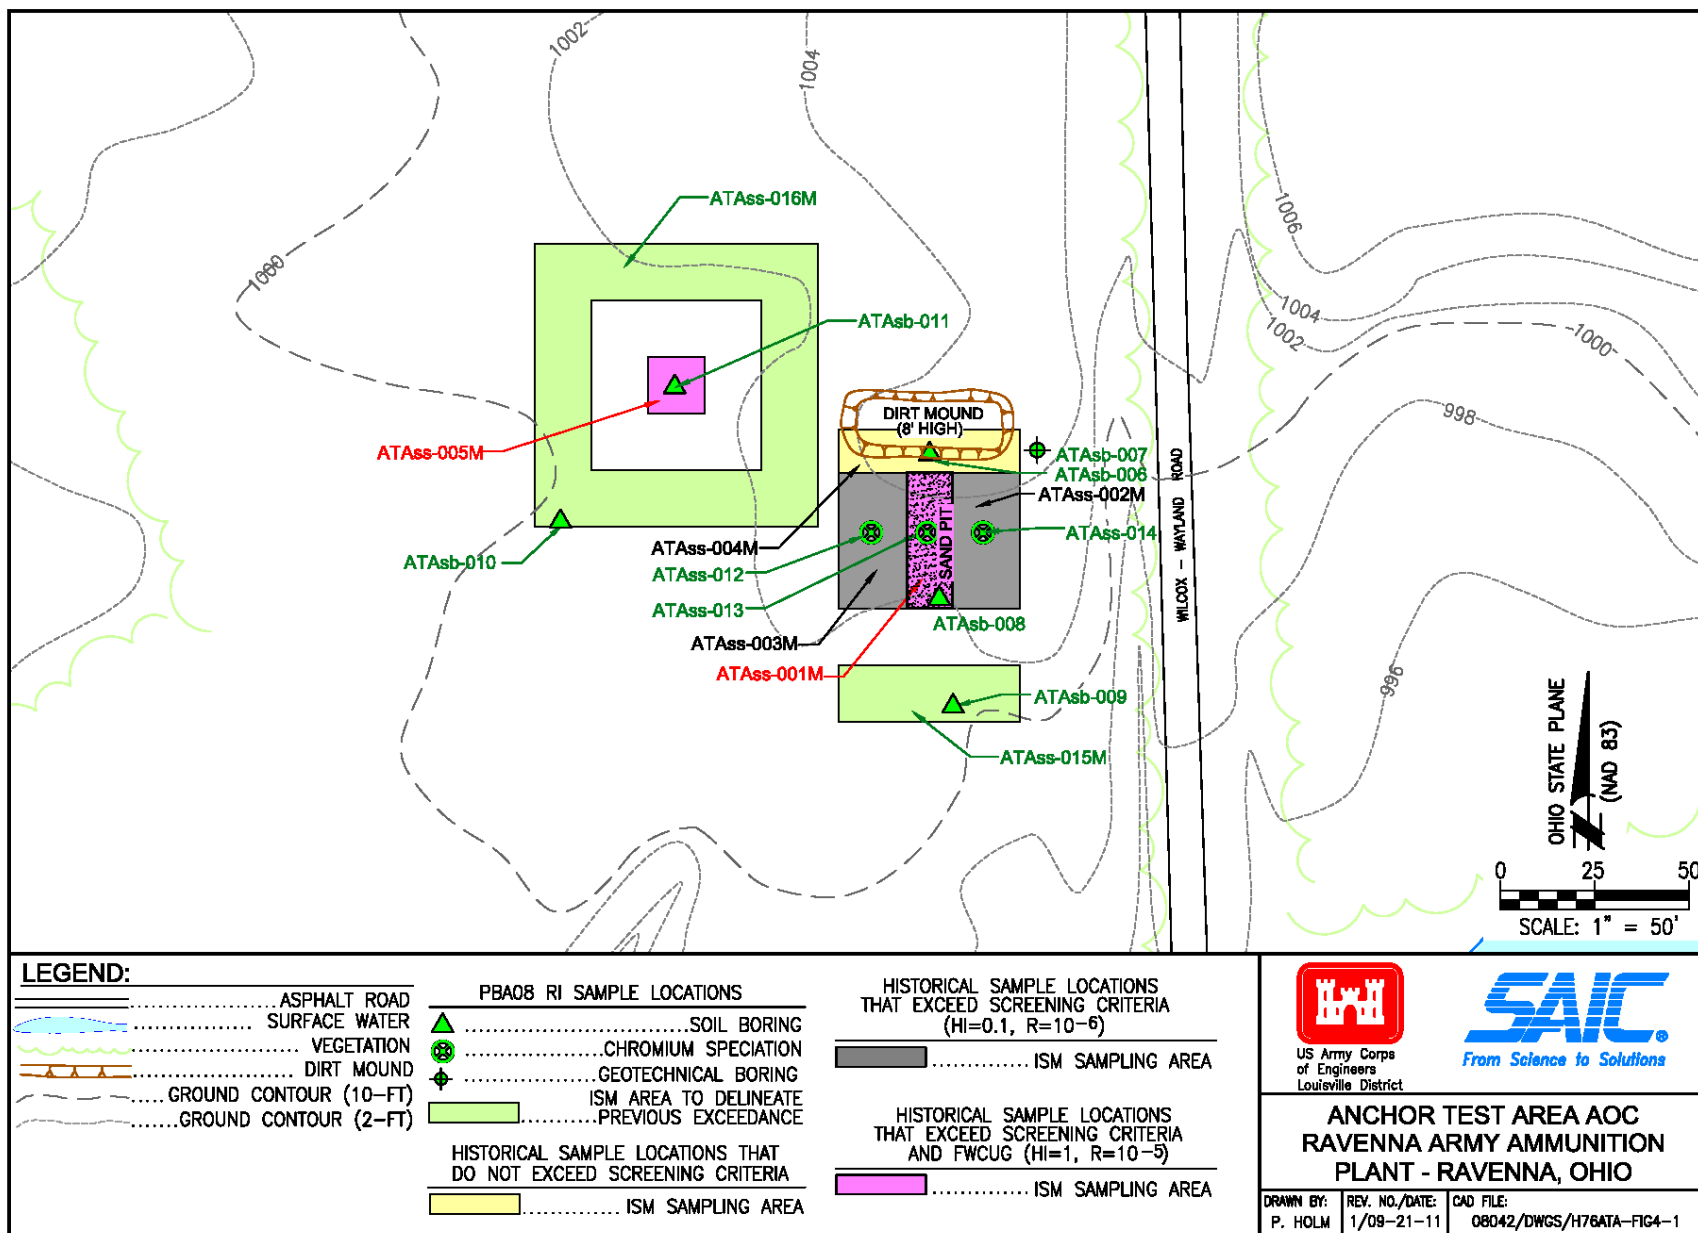 1002
1004
1006
1000
1004
1002
1000
998
996
ATAss-016M
ATAsb-011
ATAss-005M
DIRT MOUND
(8' HIGH)
ATAsb-007
ATAsb-006
ATAss-002M
ATAss-014
ATAss-004M
ATAss-012
ATAss-013
ATAss-003M
ATAss-001M
ATAsb-010
SAND PIT
ATAsb-008
ATAsb-009
ATAss-015M
WILCOX - WAYLAND ROAD
OHIO STATE PLANE
(NAD 83)
0 25 50
SCALE: 1" = 50'
LEGEND:
ASPHALT ROAD
SURFACE WATER
VEGETATION
DIRT MOUND
GROUND CONTOUR (10-FT)
GROUND CONTOUR (2-FT)
PBA08 RI SAMPLE LOCATIONS
SOIL BORING
CHROMIUM SPECIATION
GEOTECHNICAL BORING
ISM AREA TO DELINEATE
PREVIOUS EXCEEDANCE
HISTORICAL SAMPLE LOCATIONS THAT
DO NOT EXCEED SCREENING CRITERIA
ISM SAMPLING AREA
HISTORICAL SAMPLE LOCATIONS
THAT EXCEED SCREENING CRITERIA
(HI=0.1, R=10-6)
ISM SAMPLING AREA
HISTORICAL SAMPLE LOCATIONS
THAT EXCEED SCREENING CRITERIA
AND FWCUG (HI=1, R=10-5)
ISM SAMPLING AREA
US Army Corps
of Engineers
Louisville District
SAIC®
From Science to Solutions
ANCHOR TEST AREA AOC
RAVENNA ARMY AMMUNITION
PLANT - RAVENNA, OHIO
DRAWN BY:
P. HOLM
REV. NO./DATE:
1/09-21-11
CAD FILE:
08042/DWGS/H76ATA-FIG4-1